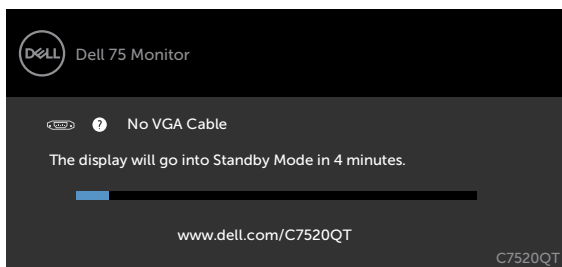 DELL
Dell 75 Monitor
? No VGA Cable
The display will go into Standby Mode in 4 minutes.
www.dell.com/C7520QT
C7520QT